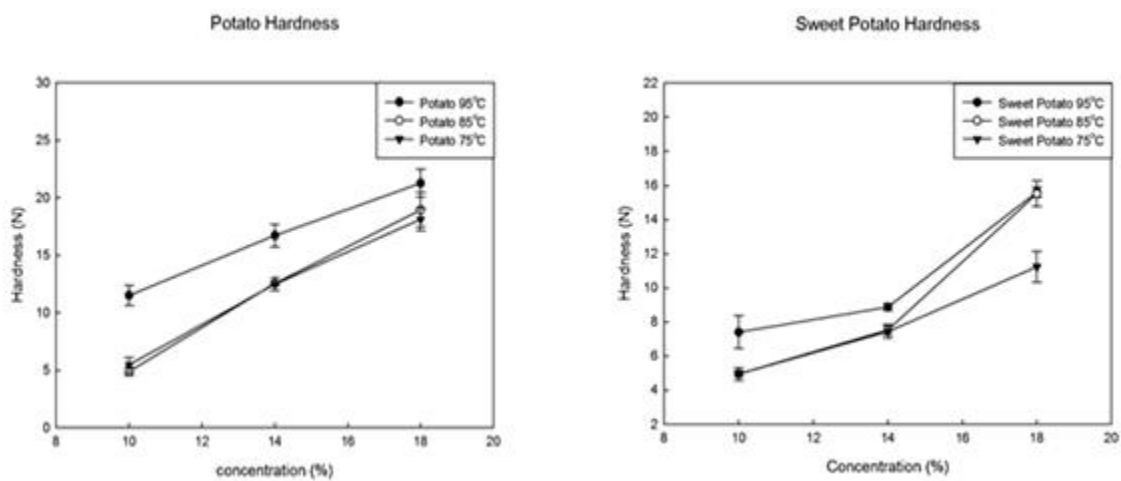 Potato Hardness
30
25
20
15
10
5
0
Hardness (N)
8 10 12 14 16 18 20
concentration (%)
Potato 95°C
Potato 85°C
Potato 75°C
Sweet Potato Hardness
22
20
18
16
14
12
10
8
6
4
2
Hardness (N)
8 10 12 14 16 18 20
Concentration (%)
Sweet Potato 95°C
Sweet Potato 85°C
Sweet Potato 75°C